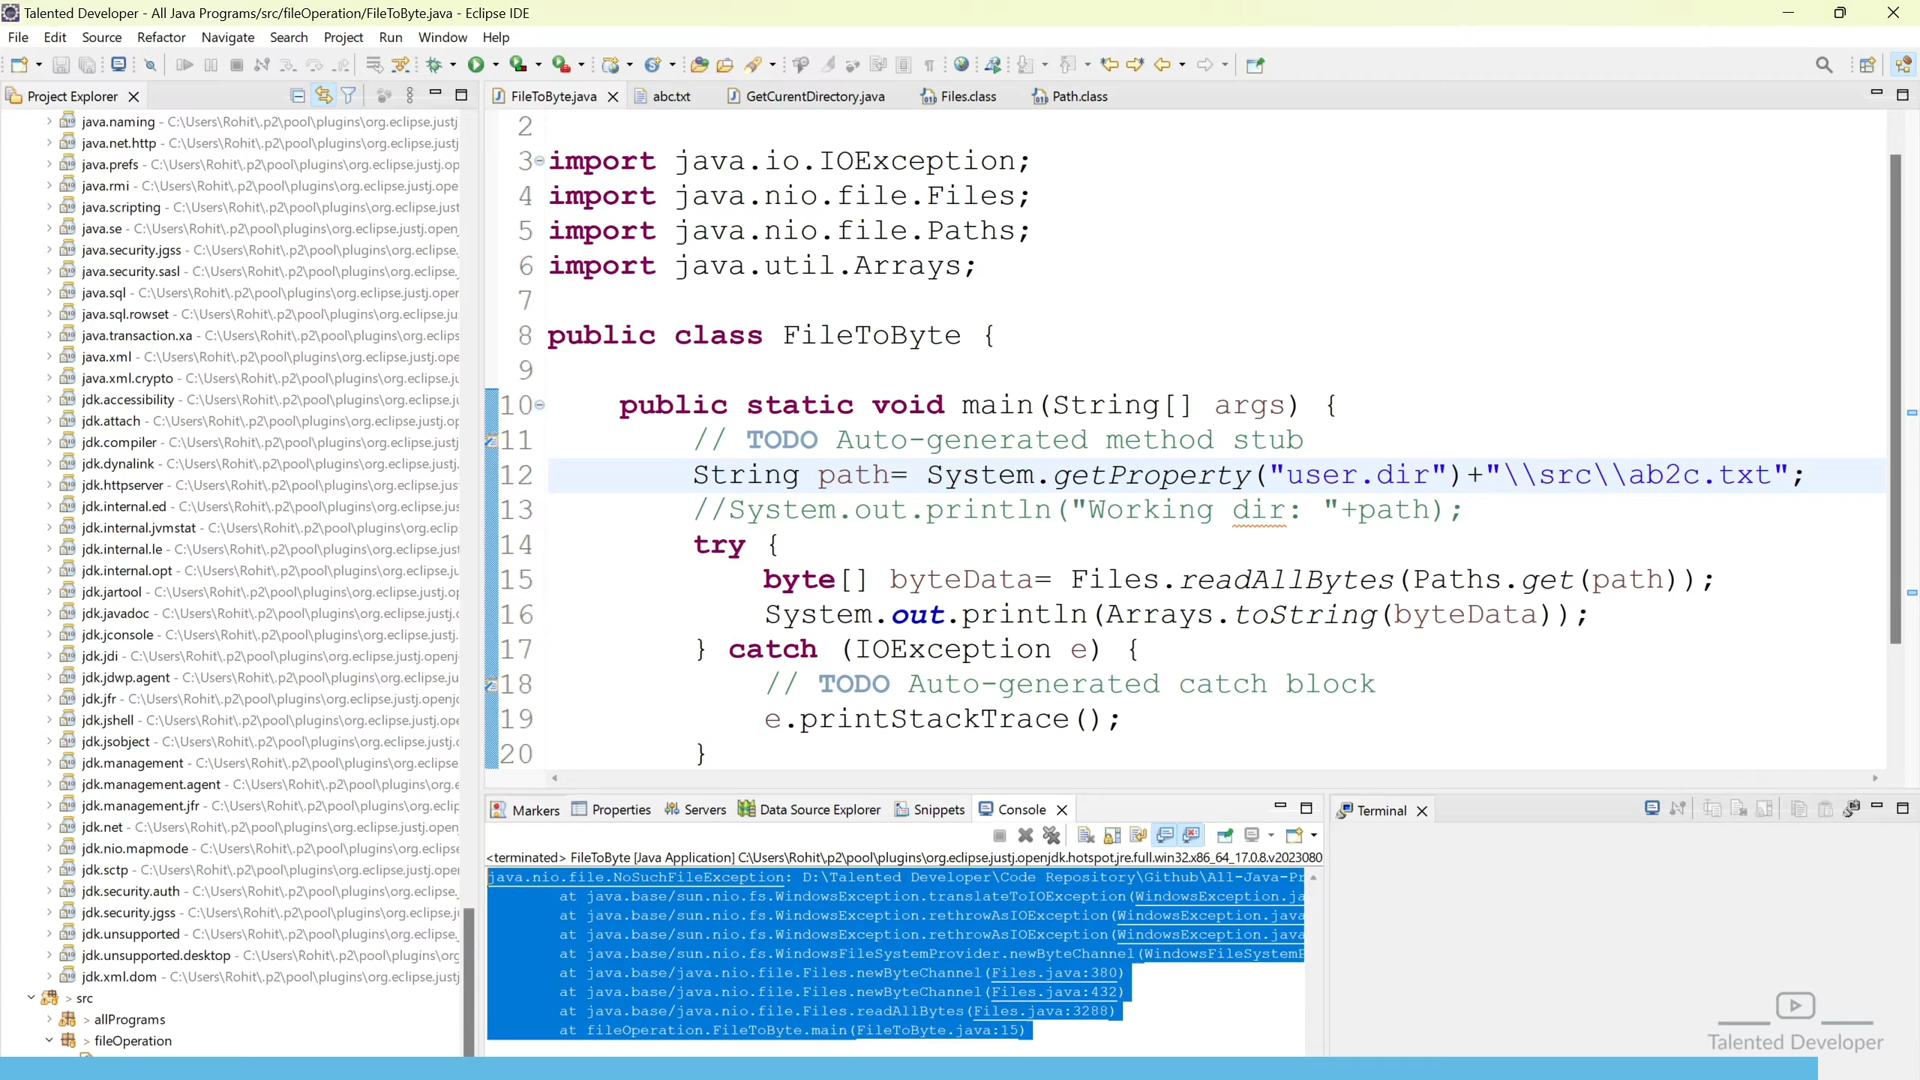 Talented Developer - All Java Programs/src/fileOperation/FileToByte.java - Eclipse IDE
File Edit Source Refactor Navigate Search Project Run Window Help
Project Explorer
java.naming - C:\Users\Rohit\.p2\pool\plugins\org.eclipse.justj
java.net.http - C:\Users\Rohit\.p2\pool\plugins\org.eclipse.just
java.prefs - C:\Users\Rohit\.p2\pool\plugins\org.eclipse.justj.op
java.rmi - C:\Users\Rohit\.p2\pool\plugins\org.eclipse.justj.ope
java.scripting - C:\Users\Rohit\.p2\pool\plugins\org.eclipse.just
java.se - C:\Users\Rohit\.p2\pool\plugins\org.eclipse.justj.open
java.security.jgss - C:\Users\Rohit\.p2\pool\plugins\org.eclipse.
java.security.sasl - C:\Users\Rohit\.p2\pool\plugins\org.eclipse.
java.sql - C:\Users\Rohit\.p2\pool\plugins\org.eclipse.justj.oper
java.sql.rowset - C:\Users\Rohit\.p2\pool\plugins\org.eclipse.ju
java.transaction.xa - C:\Users\Rohit\.p2\pool\plugins\org.eclips
java.xml - C:\Users\Rohit\.p2\pool\plugins\org.eclipse.justj.ope
java.xml.crypto - C:\Users\Rohit\.p2\pool\plugins\org.eclipse.ju
jdk.accessibility - C:\Users\Rohit\.p2\pool\plugins\org.eclipse.ju
jdk.attach - C:\Users\Rohit\.p2\pool\plugins\org.eclipse.justj.op
jdk.compiler - C:\Users\Rohit\.p2\pool\plugins\org.eclipse.justj
jdk.dynalink - C:\Users\Rohit\.p2\pool\plugins\org.eclipse.justj.
jdk.httpserver - C:\Users\Rohit\.p2\pool\plugins\org.eclipse.jus
jdk.internal.ed - C:\Users\Rohit\.p2\pool\plugins\org.eclipse.ju
jdk.internal.jvmstat - C:\Users\Rohit\.p2\pool\plugins\org.eclip
jdk.internal.le - C:\Users\Rohit\.p2\pool\plugins\org.eclipse.jus
jdk.internal.opt - C:\Users\Rohit\.p2\pool\plugins\org.eclipse.ju
jdk.jartool - C:\Users\Rohit\.p2\pool\plugins\org.eclipse.justj.o
jdk.javadoc - C:\Users\Rohit\.p2\pool\plugins\org.eclipse.justj.
jdk.jconsole - C:\Users\Rohit\.p2\pool\plugins\org.eclipse.justj.
jdk.jdi - C:\Users\Rohit\.p2\pool\plugins\org.eclipse.justj.openj
jdk.jdwp.agent - C:\Users\Rohit\.p2\pool\plugins\org.eclipse.ju
jdk.jfr - C:\Users\Rohit\.p2\pool\plugins\org.eclipse.justj.openjo
jdk.jshell - C:\Users\Rohit\.p2\pool\plugins\org.eclipse.justj.ope
jdk.jsobject - C:\Users\Rohit\.p2\pool\plugins\org.eclipse.justj.
jdk.management - C:\Users\Rohit\.p2\pool\plugins\org.eclipse.
jdk.management.agent - C:\Users\Rohit\.p2\pool\plugins\org.e
jdk.management.jfr - C:\Users\Rohit\.p2\pool\plugins\org.eclip
jdk.net - C:\Users\Rohit\.p2\pool\plugins\org.eclipse.justj.open
jdk.nio.mapmode - C:\Users\Rohit\.p2\pool\plugins\org.eclipse
jdk.sctp - C:\Users\Rohit\.p2\pool\plugins\org.eclipse.justj.open
jdk.security.auth - C:\Users\Rohit\.p2\pool\plugins\org.eclipse.j
jdk.security.jgss - C:\Users\Rohit\.p2\pool\plugins\org.eclipse.ju
jdk.unsupported - C:\Users\Rohit\.p2\pool\plugins\org.eclipse.
jdk.unsupported.desktop - C:\Users\Rohit\.p2\pool\plugins\org
jdk.xml.dom - C:\Users\Rohit\.p2\pool\plugins\org.eclipse.justj
> src
> allPrograms
> fileOperation
FileToByte.java abc.txt GetCurentDirectory.java Files.class Path.class
2
3 import java.io.IOException;
4 import java.nio.file.Files;
5 import java.nio.file.Paths;
6 import java.util.Arrays;
7
8 public class FileToByte {
9
10 public static void main(String[] args) {
11 // TODO Auto-generated method stub
12 String path= System.getProperty("user.dir")+"\\src\\ab2c.txt";
13 //System.out.println("Working dir: "+path);
14 try {
15 byte[] byteData= Files.readAllBytes(Paths.get(path));
16 System.out.println(Arrays.toString(byteData));
17 } catch (IOException e) {
18 // TODO Auto-generated catch block
19 e.printStackTrace();
20 }
Markers Properties Servers Data Source Explorer Snippets Console
<terminated> FileToByte [Java Application] C:\Users\Rohit\.p2\pool\plugins\org.eclipse.justj.openjdk.hotspot.jre.full.win32.x86_64_17.0.8.v2023080
java.nio.file.NoSuchFileException: D:\Talented Developer\Code Repository\Github\All-Java-Pr
at java.base/sun.nio.fs.WindowsException.translateToIOException(WindowsException.ja
at java.base/sun.nio.fs.WindowsException.rethrowAsIOException(WindowsException.java
at java.base/sun.nio.fs.WindowsException.rethrowAsIOException(WindowsException.java
at java.base/sun.nio.fs.WindowsFileSystemProvider.newByteChannel(WindowsFileSystemP
at java.base/java.nio.file.Files.newByteChannel(Files.java:380)
at java.base/java.nio.file.Files.newByteChannel(Files.java:432)
at java.base/java.nio.file.Files.readAllBytes(Files.java:3288)
at fileOperation.FileToByte.main(FileToByte.java:15)
Terminal
Talented Developer